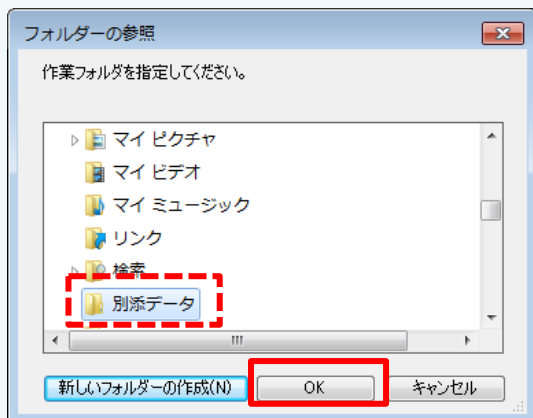 フォルダーの参照
作業フォルダを指定してください。
マイ ピクチャ
マイ ビデオ
マイ ミュージック
リンク
検索
別添データ
新しいフォルダーの作成(N)
OK
キャンセル